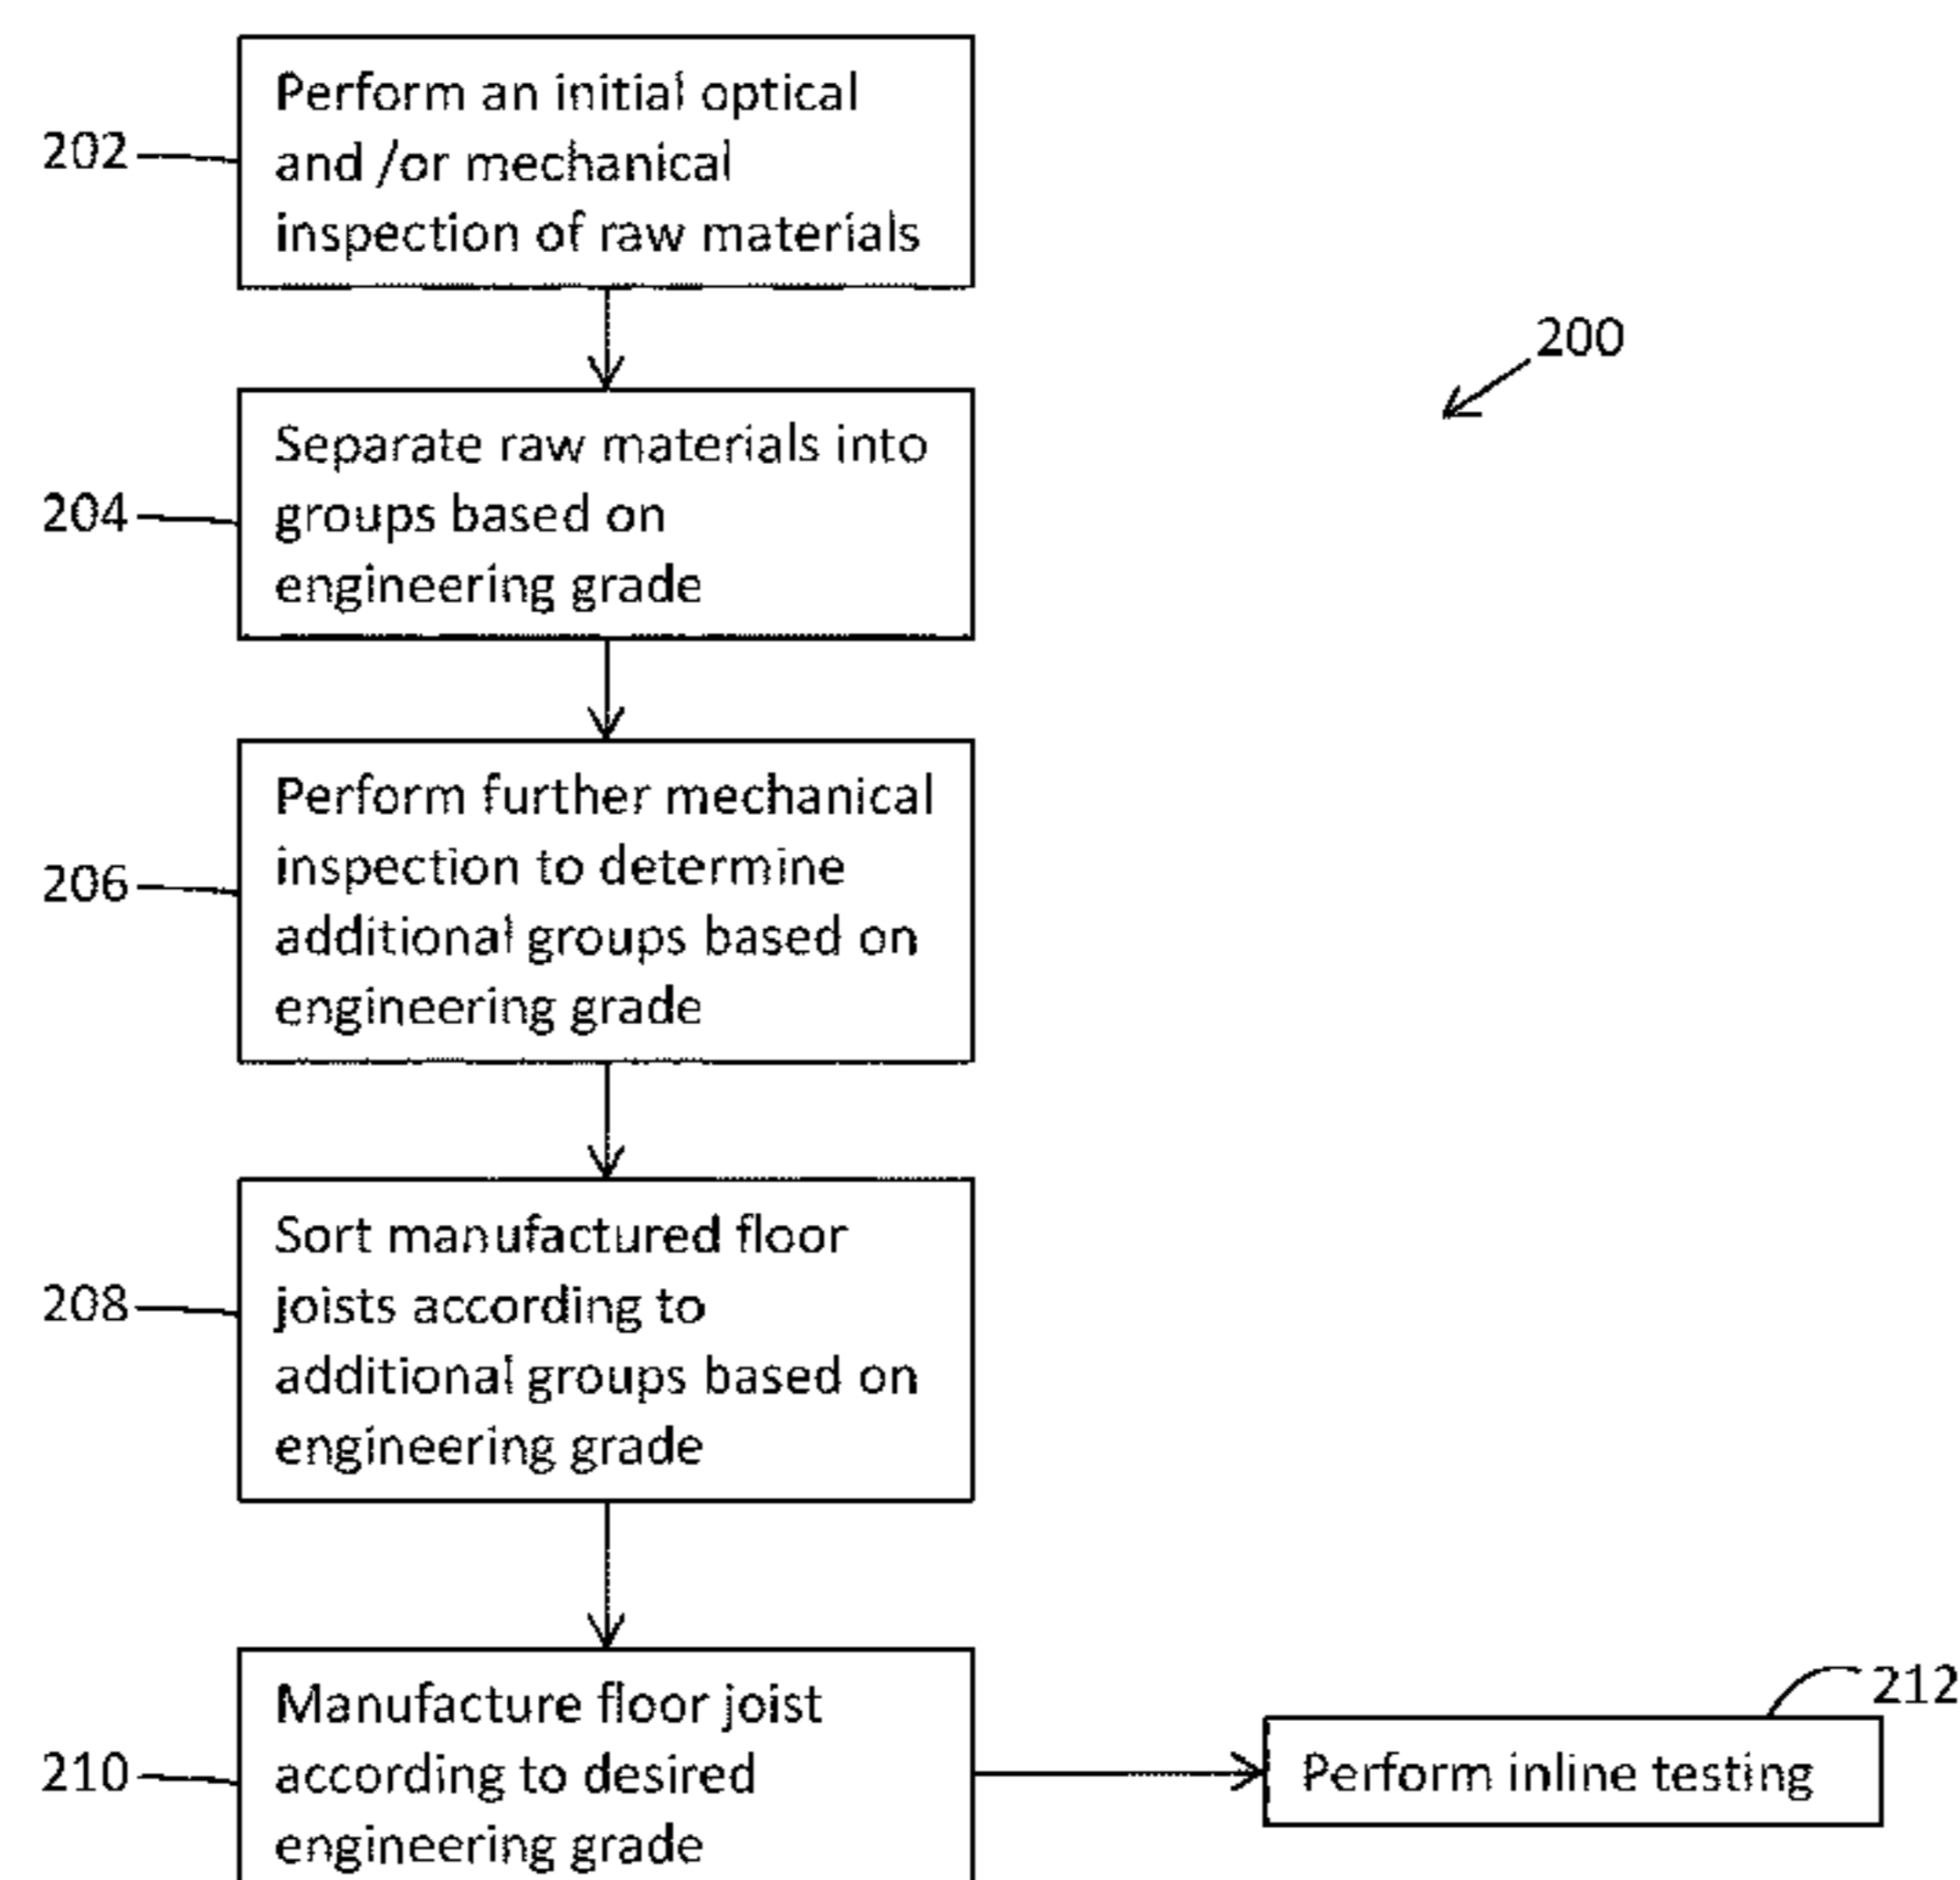 Perform an initial optical
and /or mechanical
inspection of raw materials
202
200
Separate raw materials into
groups based on
engineering grade
204
Perform further mechanical
inspection to determine
additional groups based on
engineering grade
206
Sort manufactured floor
joists according to
additional groups based on
engineering grade
208
Manufacture floor joist
according to desired
engineering grade
210
212
Perform inline testing